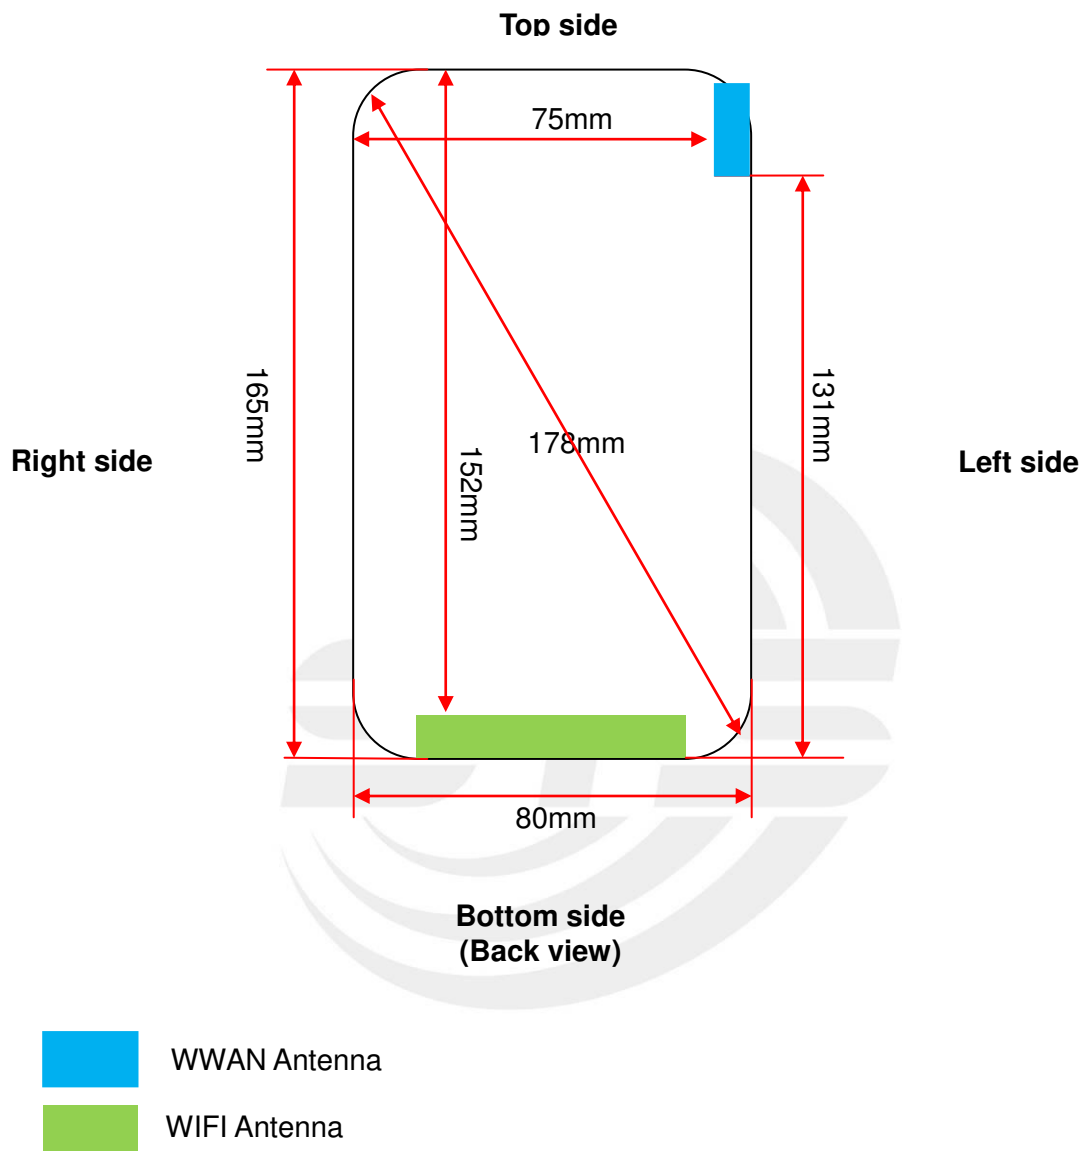 Top side
75mm
165mm
131mm
178mm
152mm
Right side
Left side
80mm
Bottom side
(Back view)
WWAN Antenna
WIFI Antenna